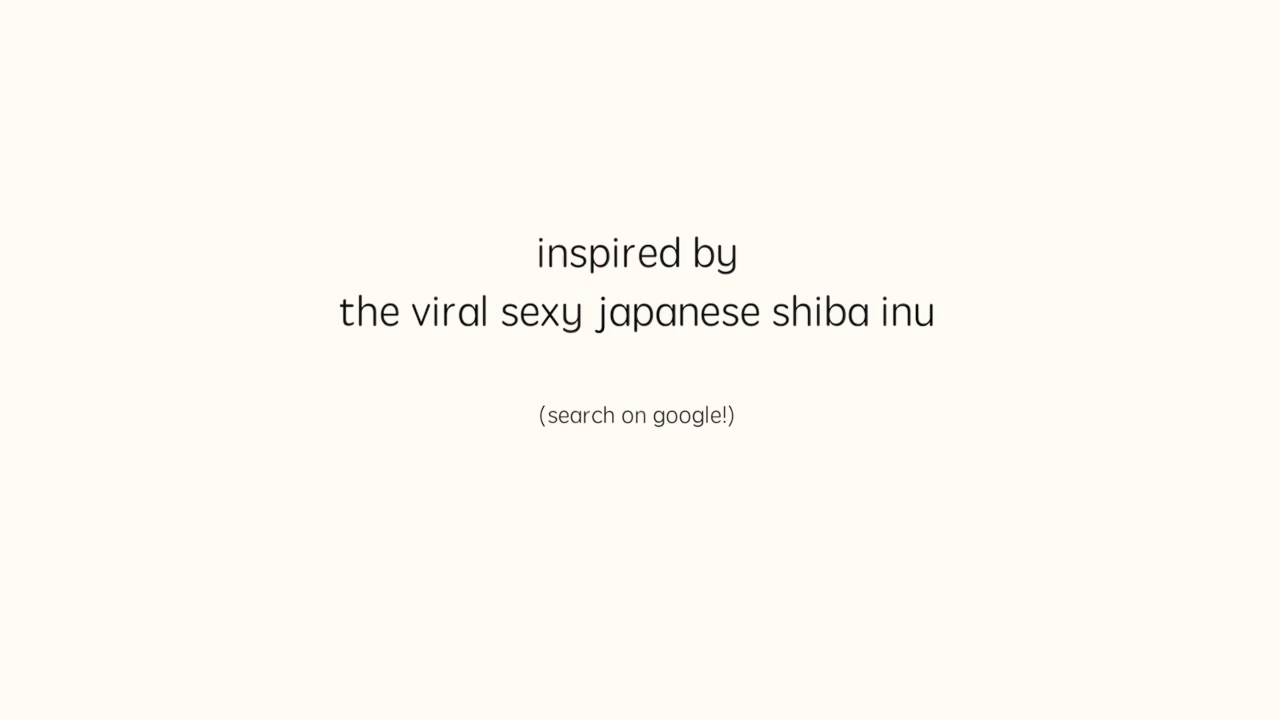 inspired by
the viral sexy japanese shiba inu
(search on google!)